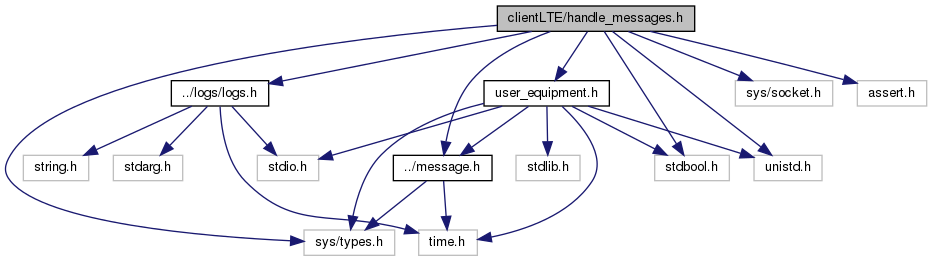 clientLTE/handle_messages.h
../logs/logs.h
user_equipment.h
sys/socket.h
assert.h
string.h
stdarg.h
stdio.h
../message.h
stdlib.h
stdbool.h
unistd.h
sys/types.h
time.h